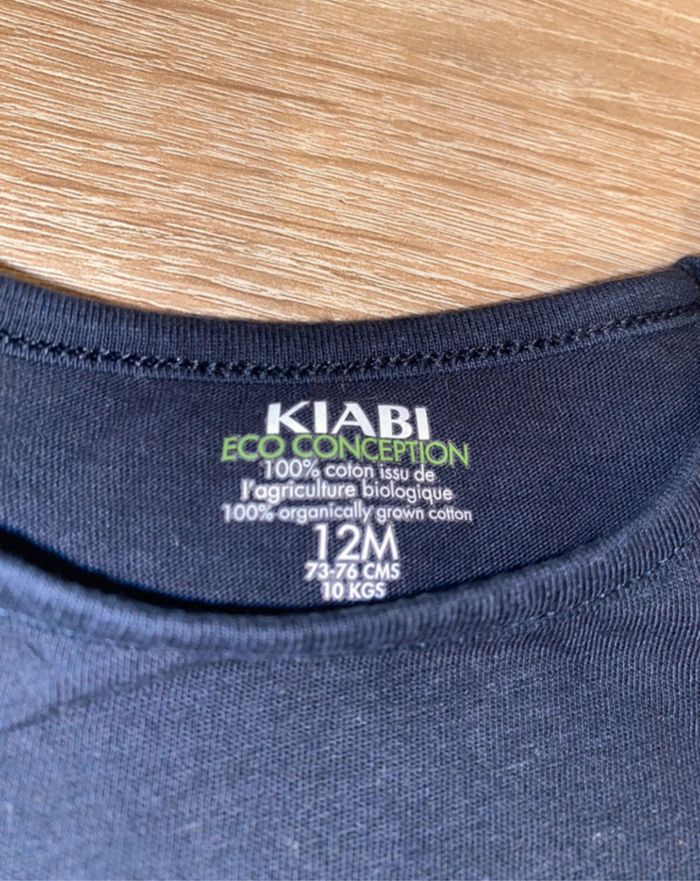 KIABI
ECO CONCEPTION
100% coton issu de
l'agriculture biologique
100% organically grown cotton
12M
73-76 CMS
10 KGS